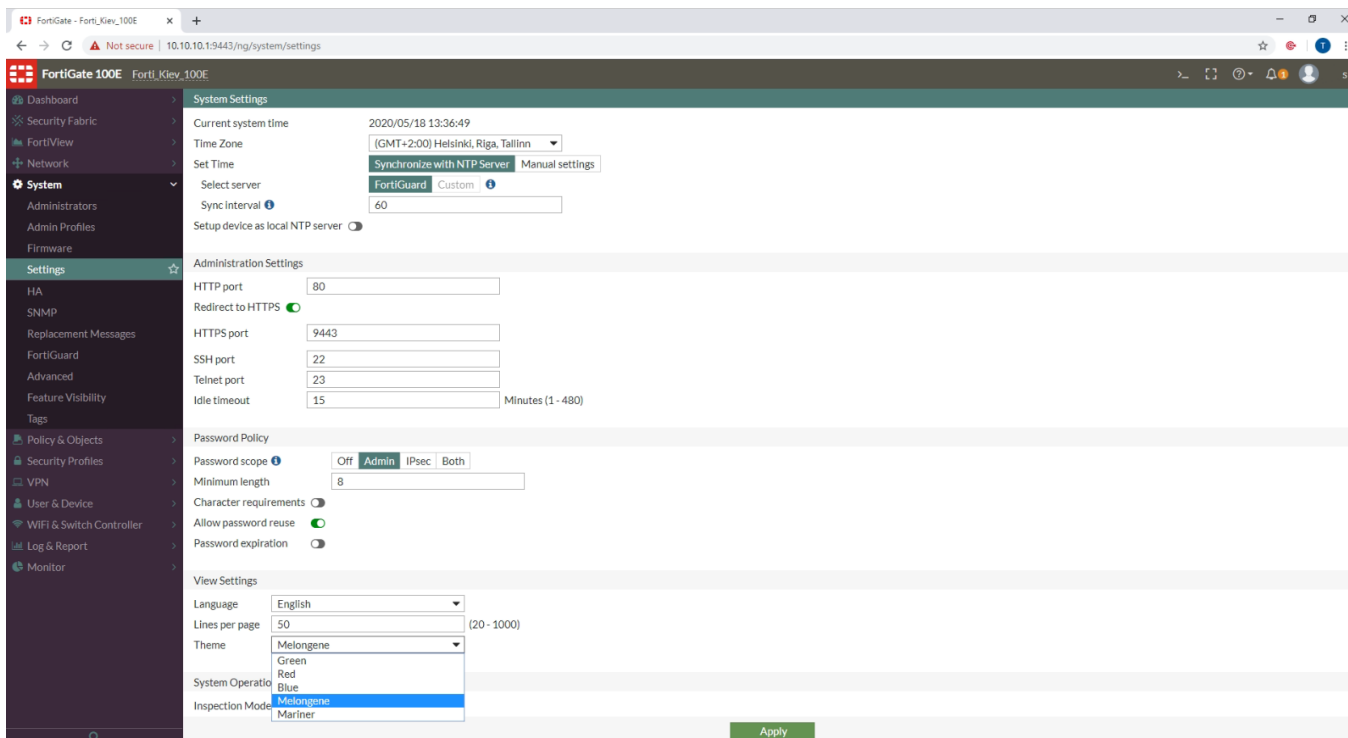 FortiGate - Forti_Kiev_100E
Not secure | 10.10.10.1:9443/ng/system/settings
T
FortiGate 100E Forti_Kiev_100E
>_ 1 s
Dashboard
Security Fabric
FortiView
Network
System
Administrators
Admin Profiles
Firmware
Settings
HA
SNMP
Replacement Messages
FortiGuard
Advanced
Feature Visibility
Tags
Policy & Objects
Security Profiles
VPN
User & Device
WiFi & Switch Controller
Log & Report
Monitor
System Settings
Current system time 2020/05/18 13:36:49
Time Zone (GMT+2:00) Helsinki, Riga, Tallinn
Set Time Synchronize with NTP Server Manual settings
Select server FortiGuard Custom
Sync interval 60
Setup device as local NTP server
Administration Settings
HTTP port 80
Redirect to HTTPS
HTTPS port 9443
SSH port 22
Telnet port 23
Idle timeout 15 Minutes (1 - 480)
Password Policy
Password scope Off Admin IPsec Both
Minimum length 8
Character requirements
Allow password reuse
Password expiration
View Settings
Language English
Lines per page 50 (20 - 1000)
Theme Melongene
Green
Red
System Operatio
Blue
Melongene
Inspection Mode
Mariner
Apply